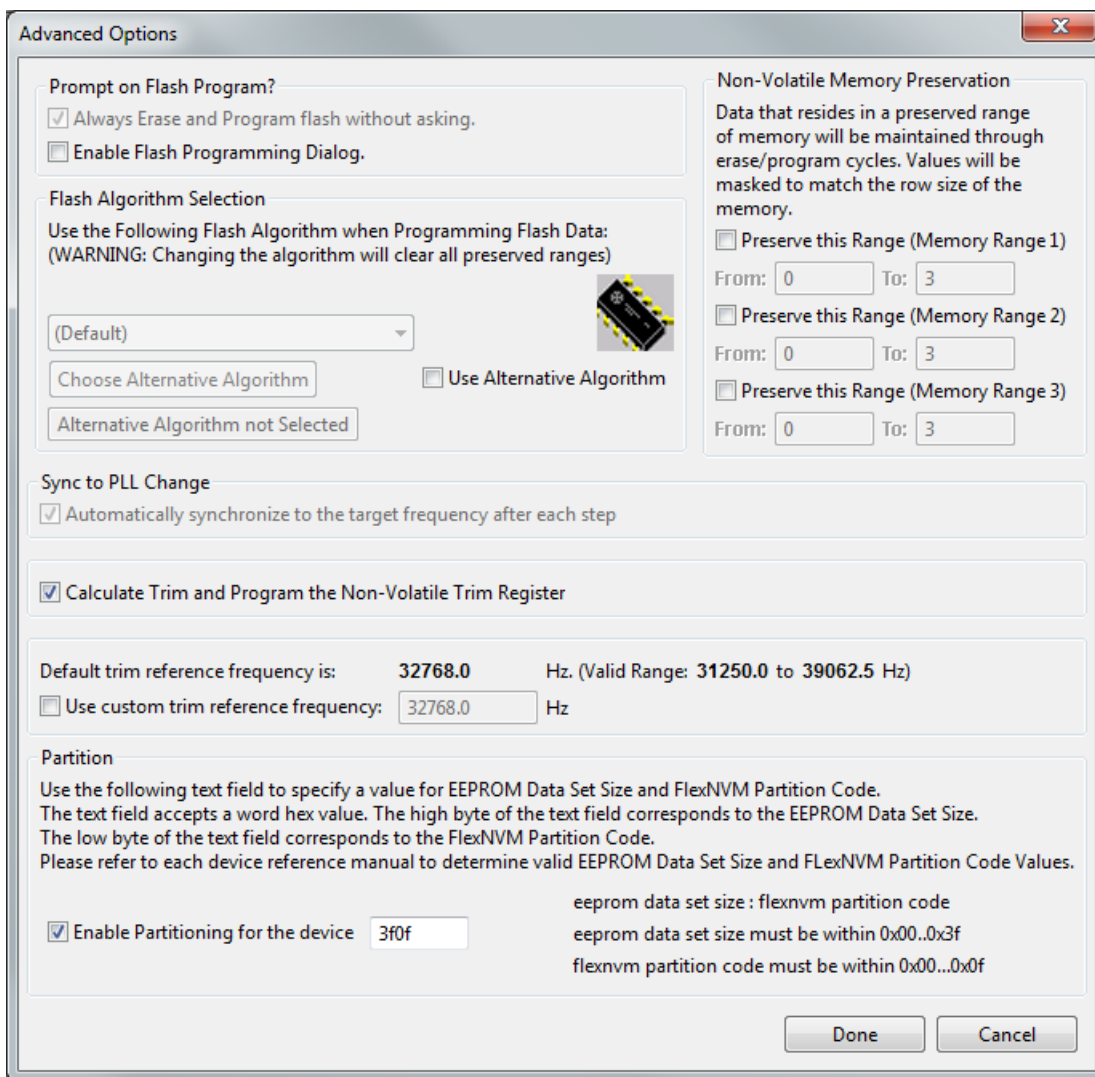 Advanced Options
Prompt on Flash Program?
Always Erase and Program flash without asking.
Enable Flash Programming Dialog.
Flash Algorithm Selection
Use the Following Flash Algorithm when Programming Flash Data:
(WARNING: Changing the algorithm will clear all preserved ranges)
(Default)
Choose Alternative Algorithm
Use Alternative Algorithm
Alternative Algorithm not Selected
Non-Volatile Memory Preservation
Data that resides in a preserved range
of memory will be maintained through
erase/program cycles. Values will be
masked to match the row size of the
memory.
Preserve this Range (Memory Range 1)
From: 0 To: 3
Preserve this Range (Memory Range 2)
From: 0 To: 3
Preserve this Range (Memory Range 3)
From: 0 To: 3
Sync to PLL Change
Automatically synchronize to the target frequency after each step
Calculate Trim and Program the Non-Volatile Trim Register
Default trim reference frequency is: 32768.0 Hz. (Valid Range: 31250.0 to 39062.5 Hz)
Use custom trim reference frequency: 32768.0 Hz
Partition
Use the following text field to specify a value for EEPROM Data Set Size and FlexNVM Partition Code.
The text field accepts a word hex value. The high byte of the text field corresponds to the EEPROM Data Set Size.
The low byte of the text field corresponds to the FlexNVM Partition Code.
Please refer to each device reference manual to determine valid EEPROM Data Set Size and FLexNVM Partition Code Values.
Enable Partitioning for the device 3f0f
eeprom data set size : flexnvm partition code
eeprom data set size must be within 0x00..0x3f
flexnvm partition code must be within 0x00...0x0f
Done Cancel